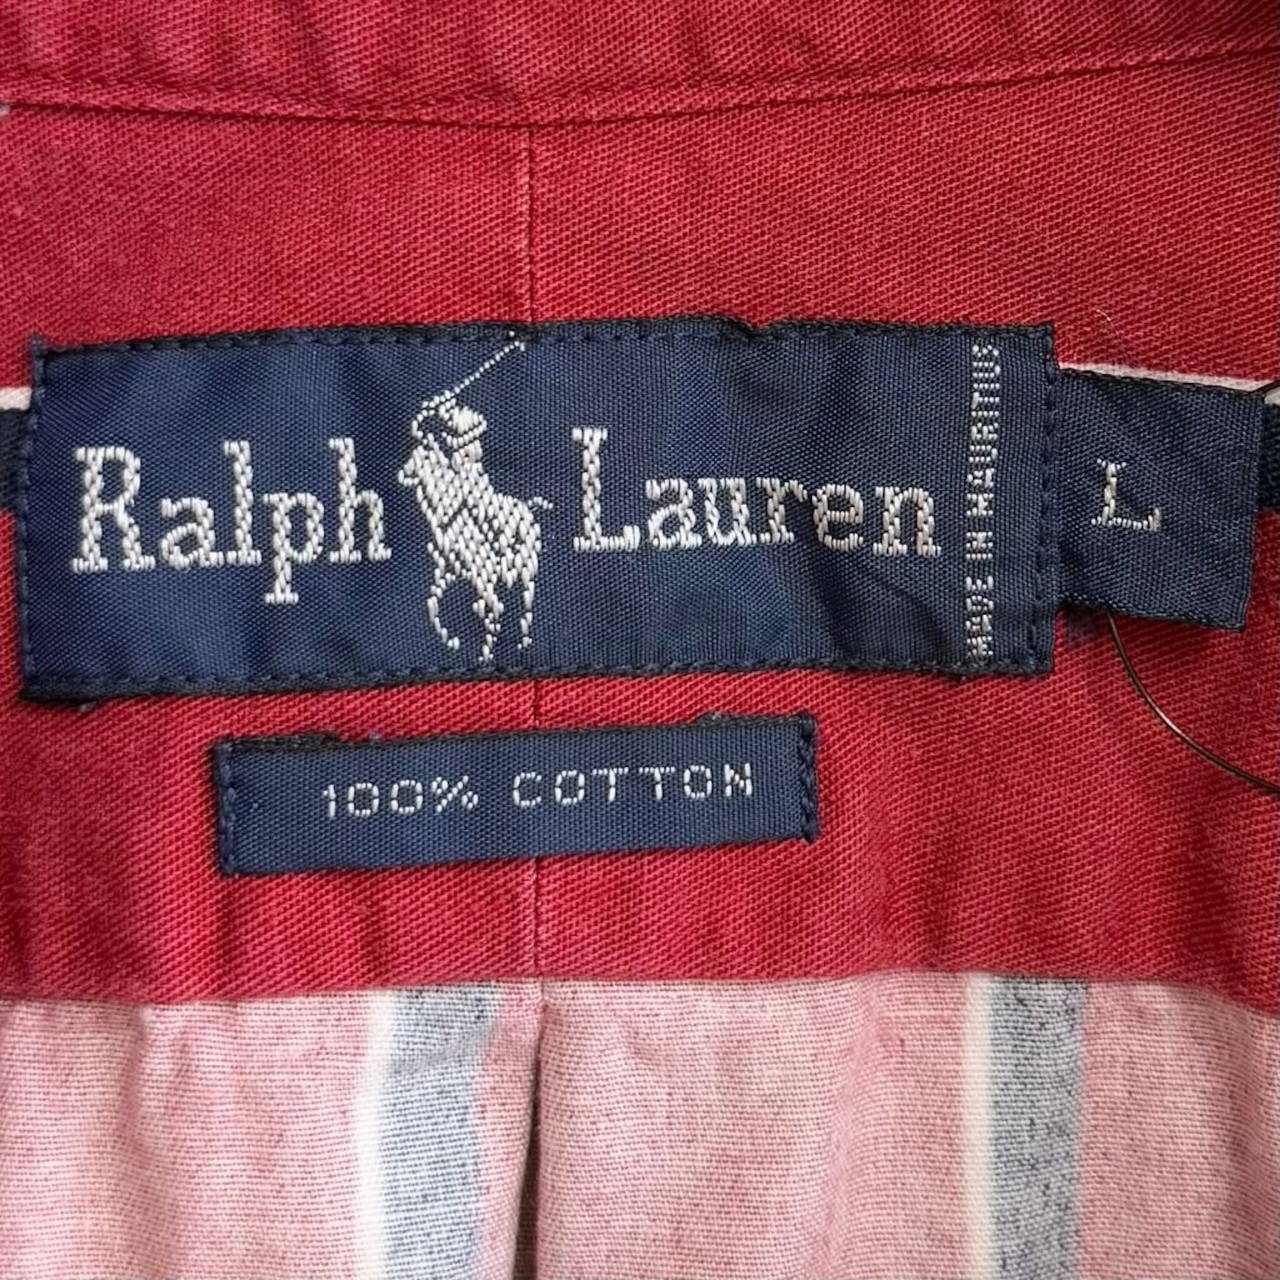 Ralph Lauren
MADE IN MAURITIUS
L
100% COTTON